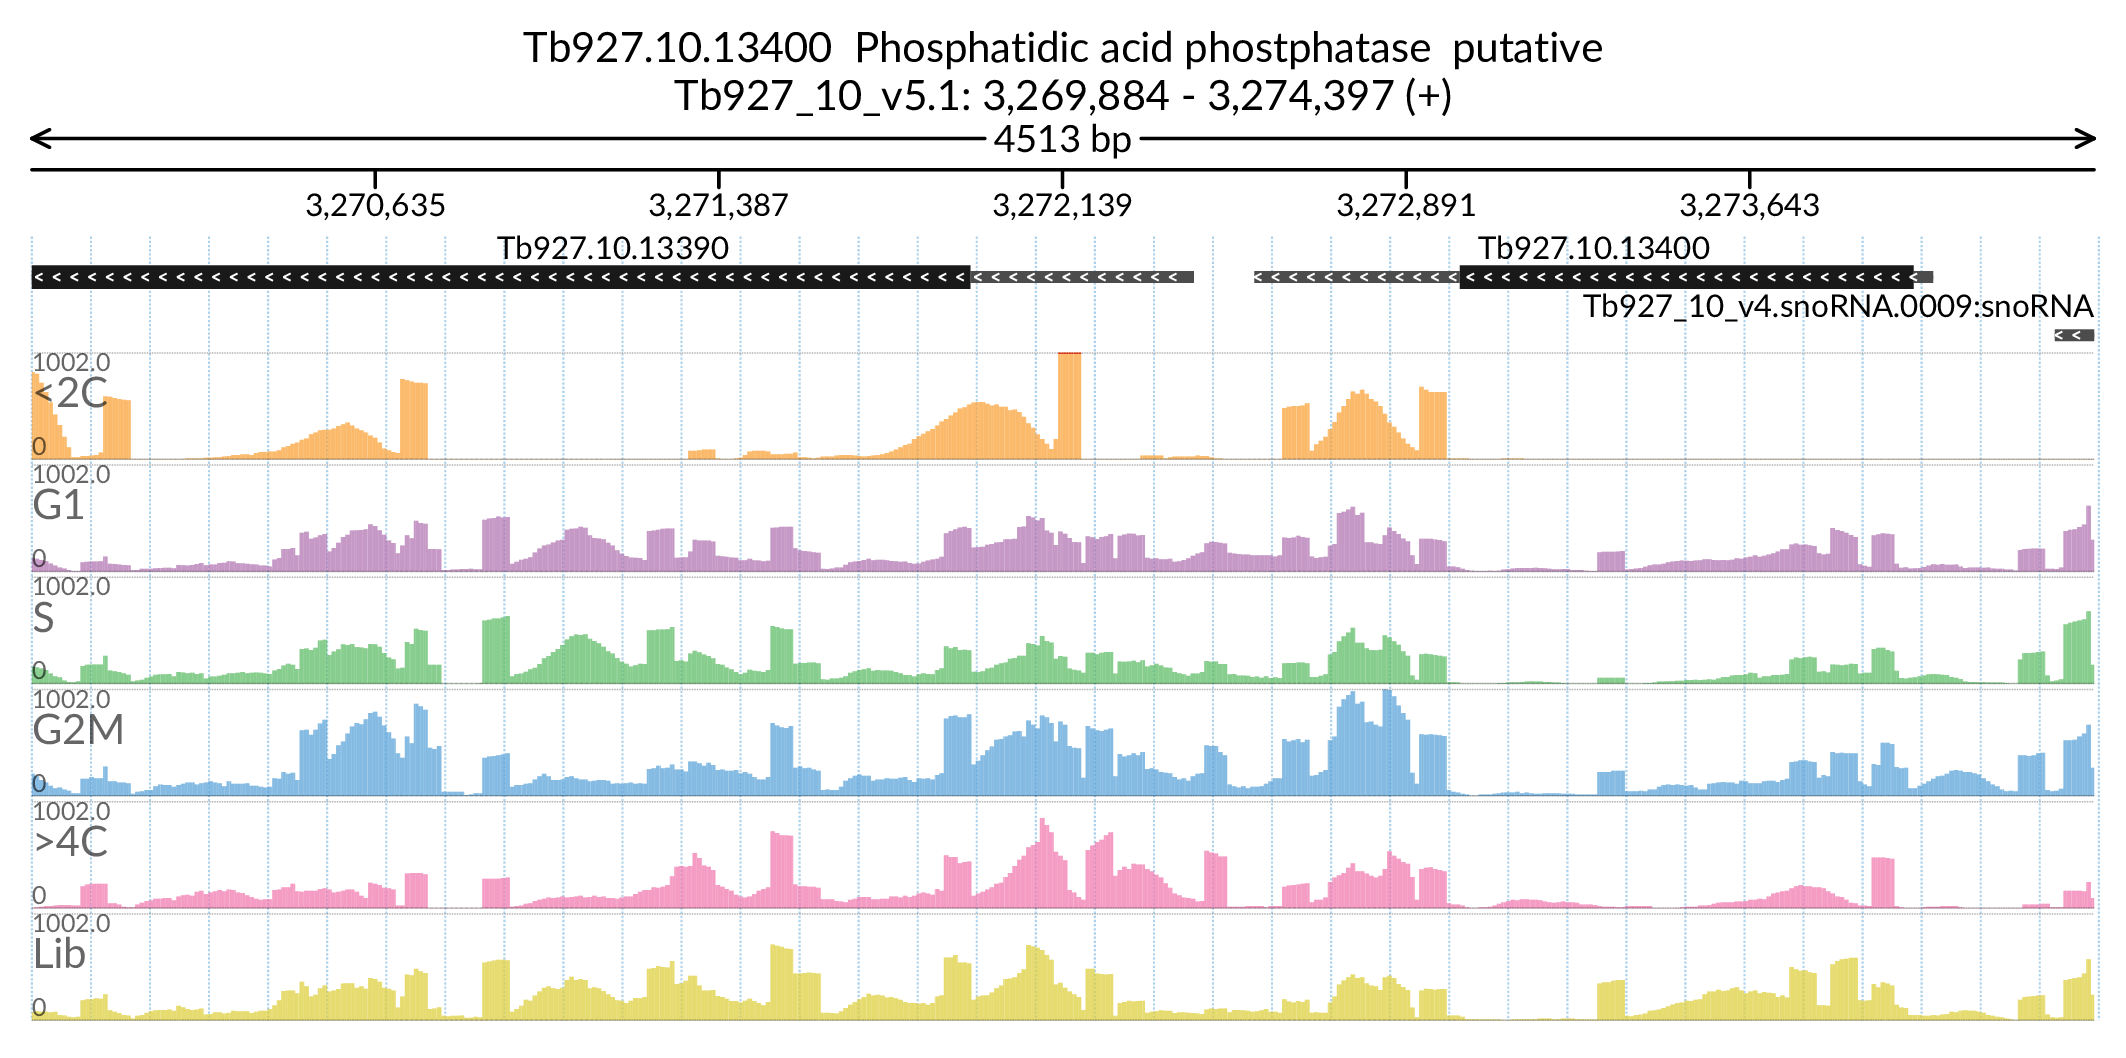 Tb927.10.13400  Phosphatidic acid phostphatase  putative
Tb927_10_v5.1: 3,269,884 - 3,274,397 (+)
4513 bp
3,270,635 3,271,387 3,272,139 3,272,891 3,273,643
Tb927.10.13390 Tb927.10.13400
Tb927_10_v4.snoRNA.0009:snoRNA
1002.0
<2C
0
1002.0
G1
0
1002.0
S
0
1002.0
G2M
0
1002.0
>4C
0
1002.0
Lib
0